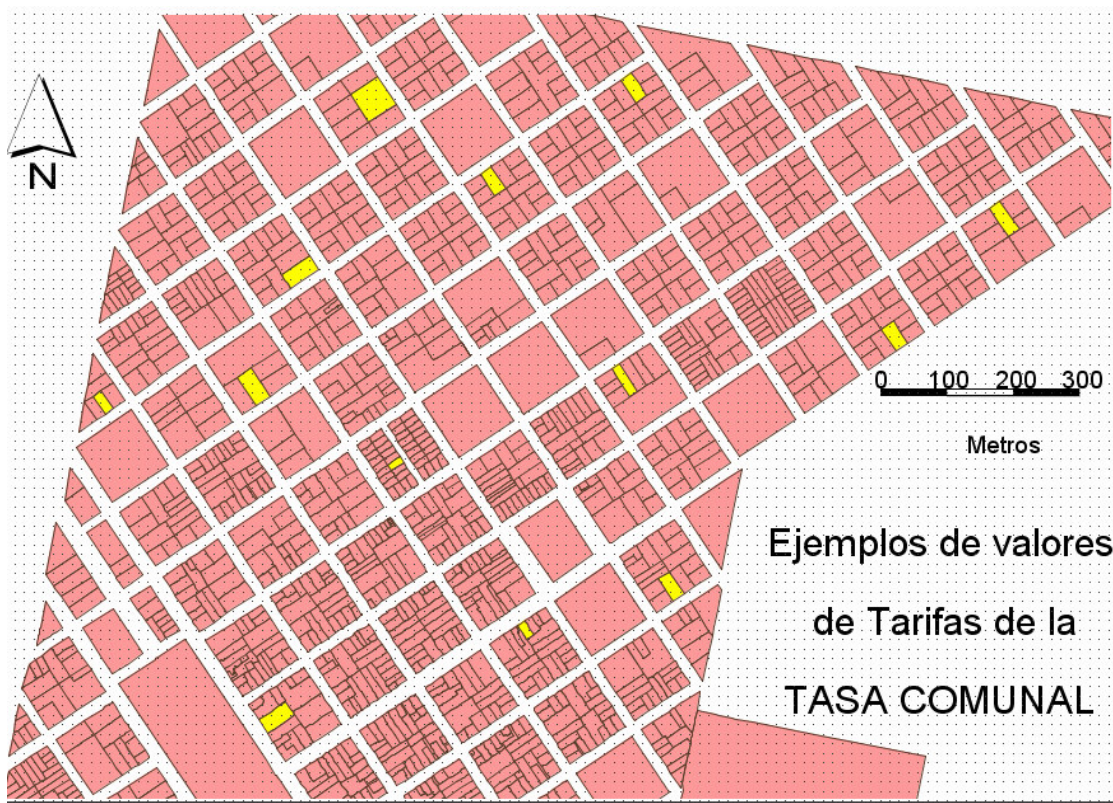 N
0 100 200 300
Metros
Ejemplos de valores
de Tarifas de la
TASA COMUNAL